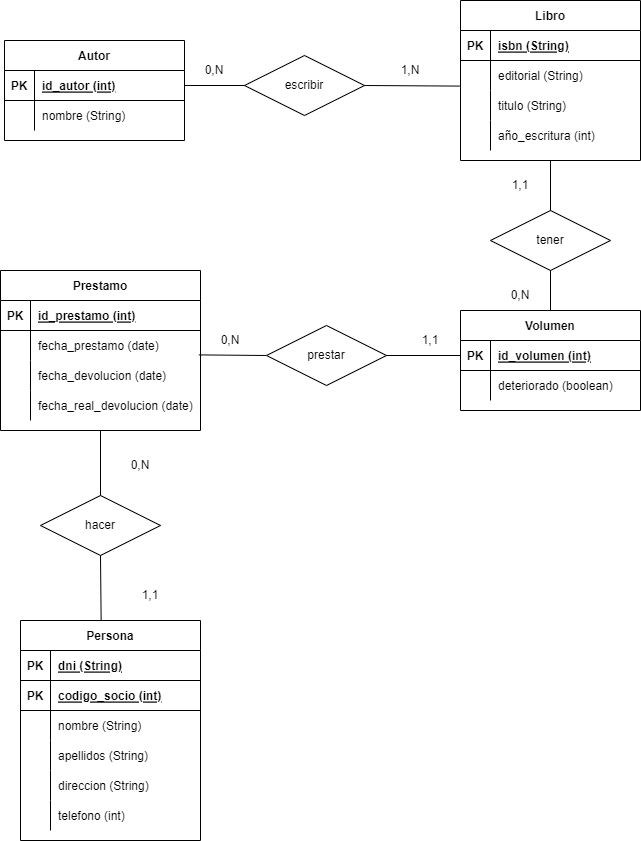 Libro
PK isbn (String)
editorial (String)
titulo (String)
año_escritura (int)
Autor
PK id_autor (int)
nombre (String)
0,N
escribir
1,N
1,1
tener
0,N
Prestamo
PK id_prestamo (int)
fecha_prestamo (date)
fecha_devolucion (date)
fecha_real_devolucion (date)
0,N
prestar
1,1
Volumen
PK id_volumen (int)
deteriorado (boolean)
0,N
hacer
1,1
Persona
PK dni (String)
PK codigo_socio (int)
nombre (String)
apellidos (String)
direccion (String)
telefono (int)